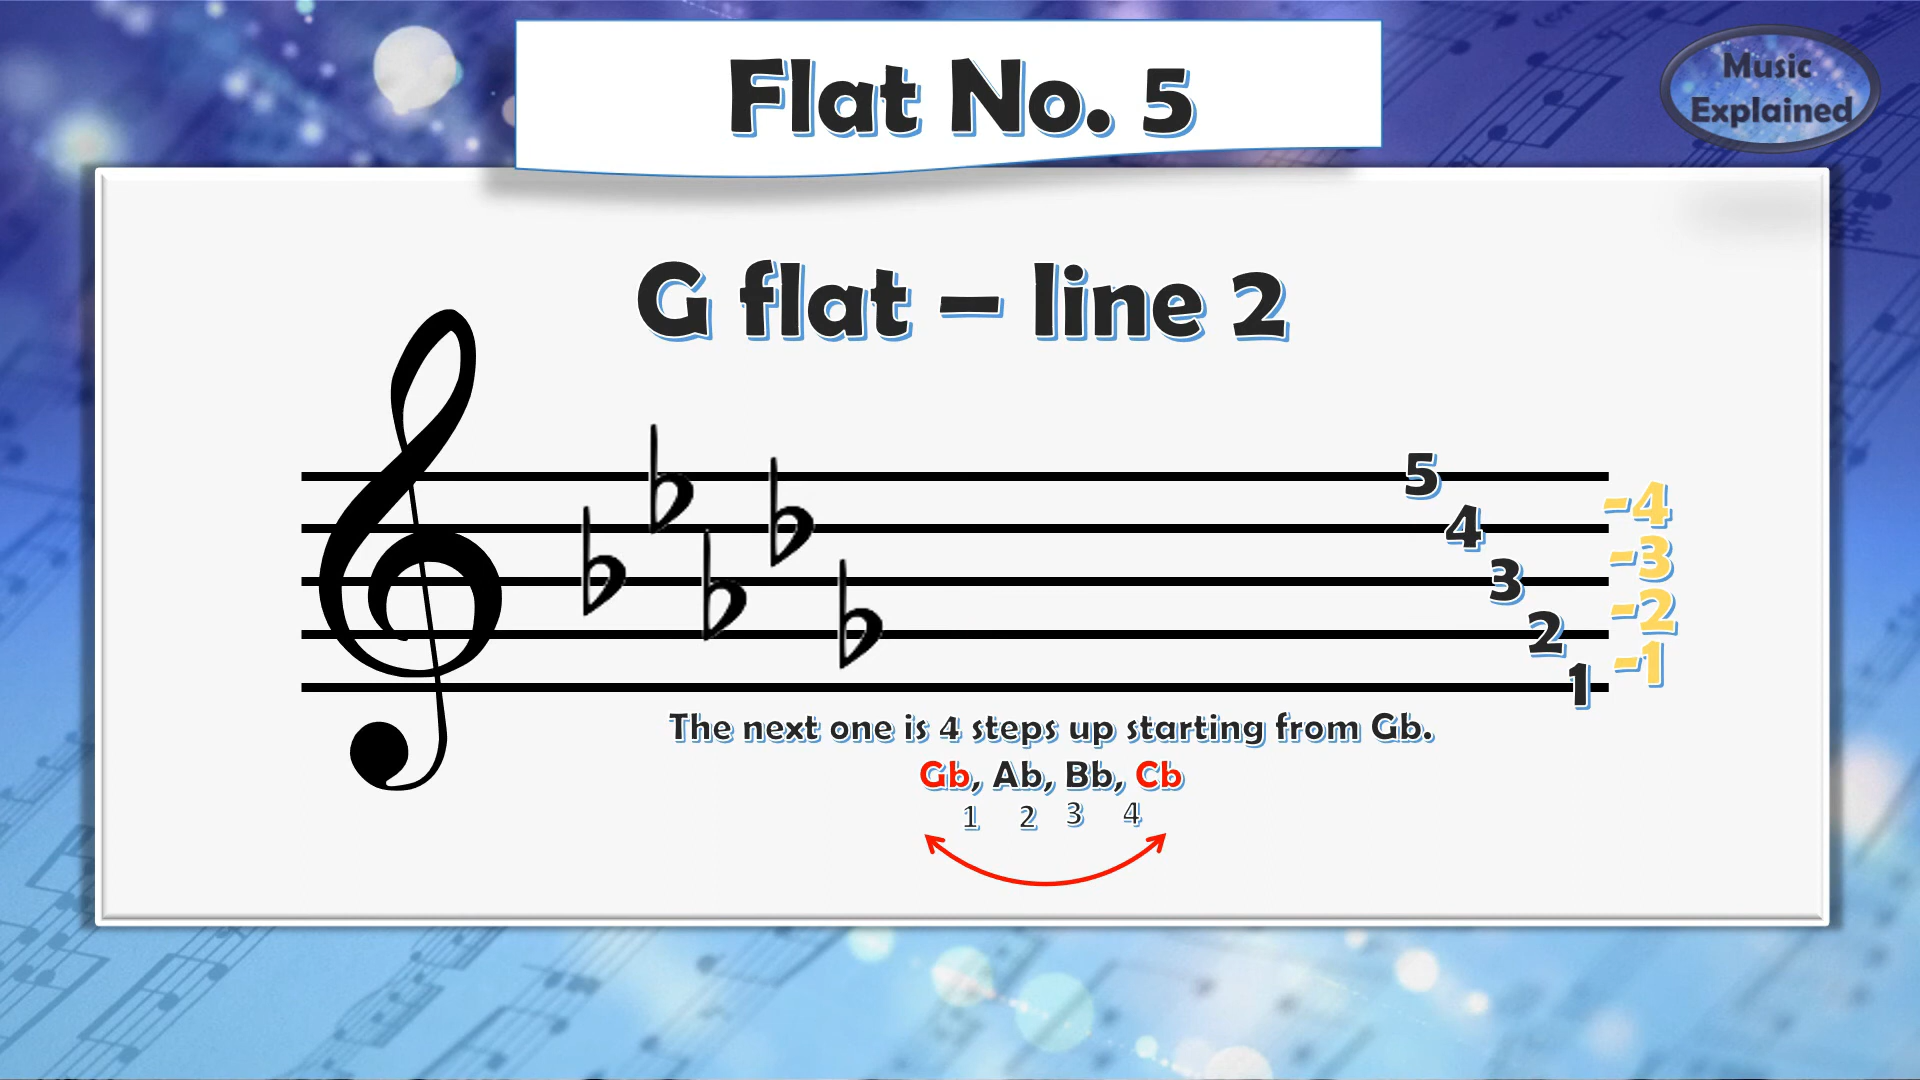 Flat No. 5
Music
Explained
G flat – line 2
5
-4
4
-3
3
-2
2
-1
1
The next one is 4 steps up starting from Gb.
Gb, Ab, Bb, Cb
1 2 3 4